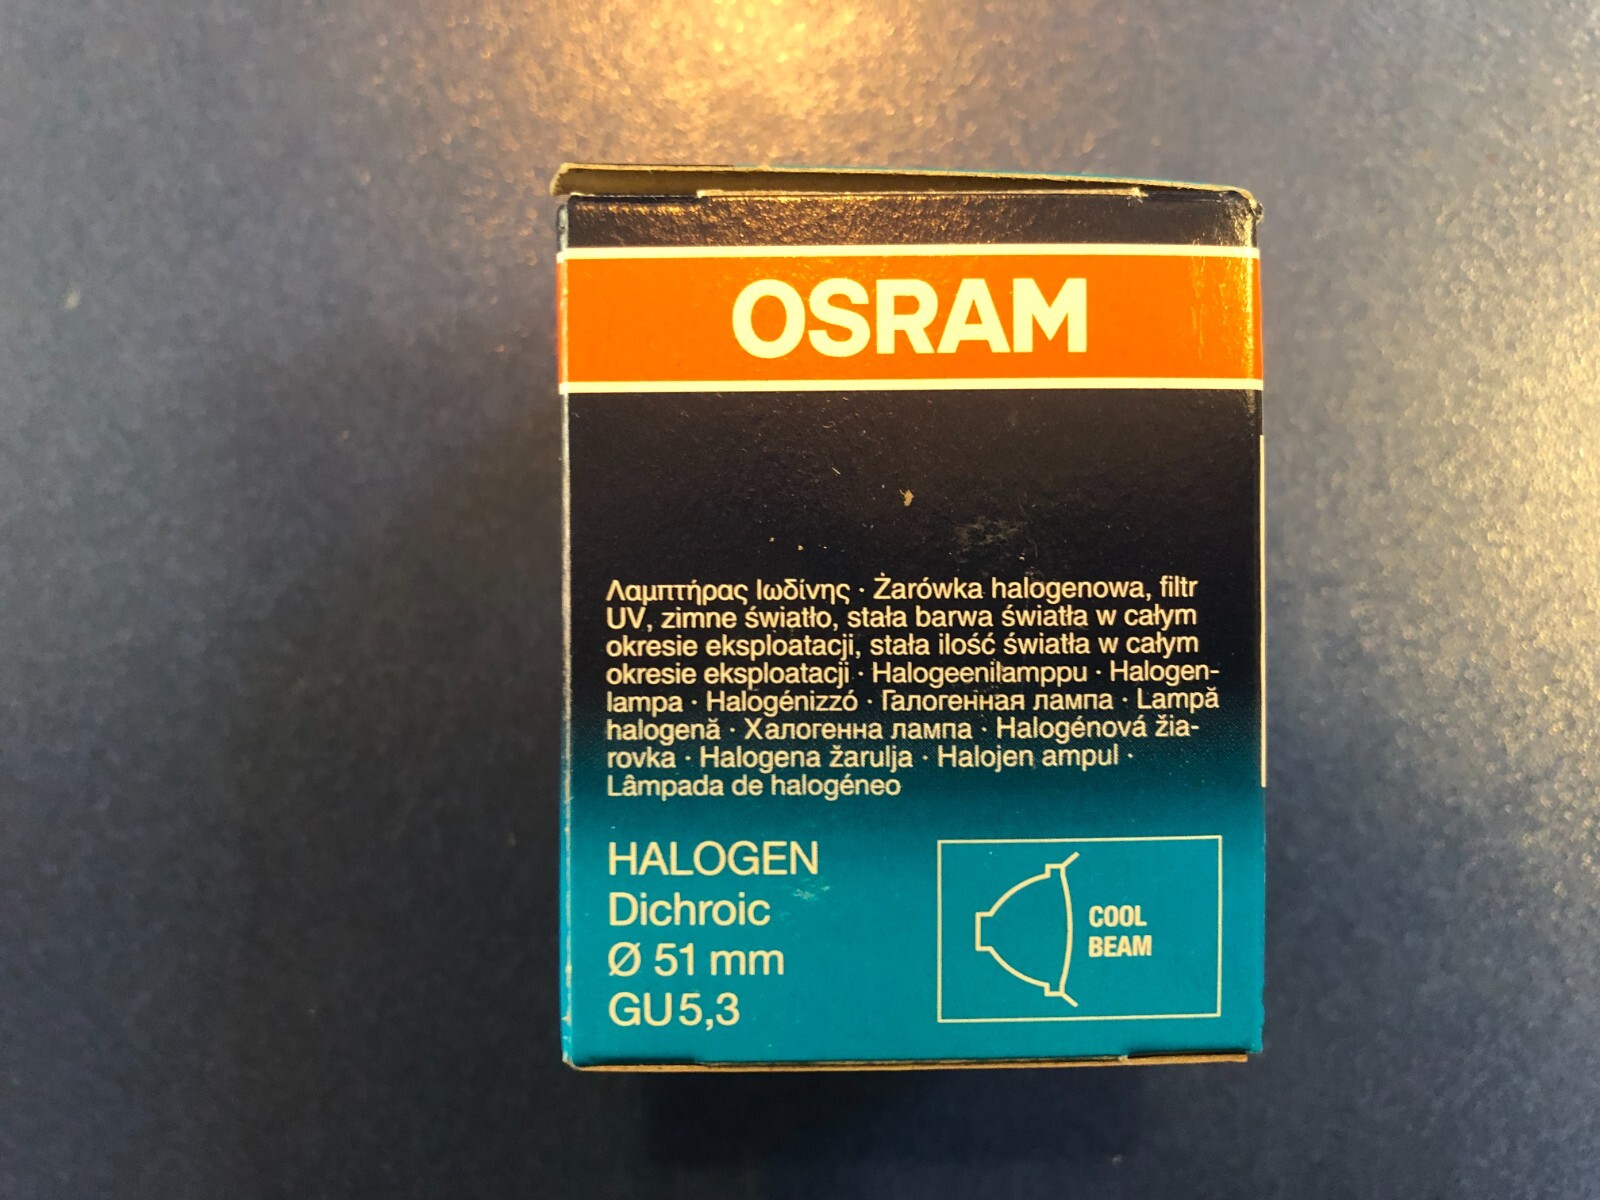 OSRAM
Λαμπτήρας Ιωδίνης · Żarówka halogenowa, filtr
UV, zimne światło, stała barwa światła w całym
okresie eksploatacji, stała ilość światła w całym
okresie eksploatacji · Halogeenilamppu · Halogen-
lampa · Halogénizzó · Галогенная лампа · Lampă
halogenă · Халогенна лампа · Halogénová žia-
rovka · Halogena žarulja · Halojen ampul ·
Lâmpada de halogéneo
HALOGEN
Dichroic
Ø 51 mm
GU5,3
COOL
BEAM